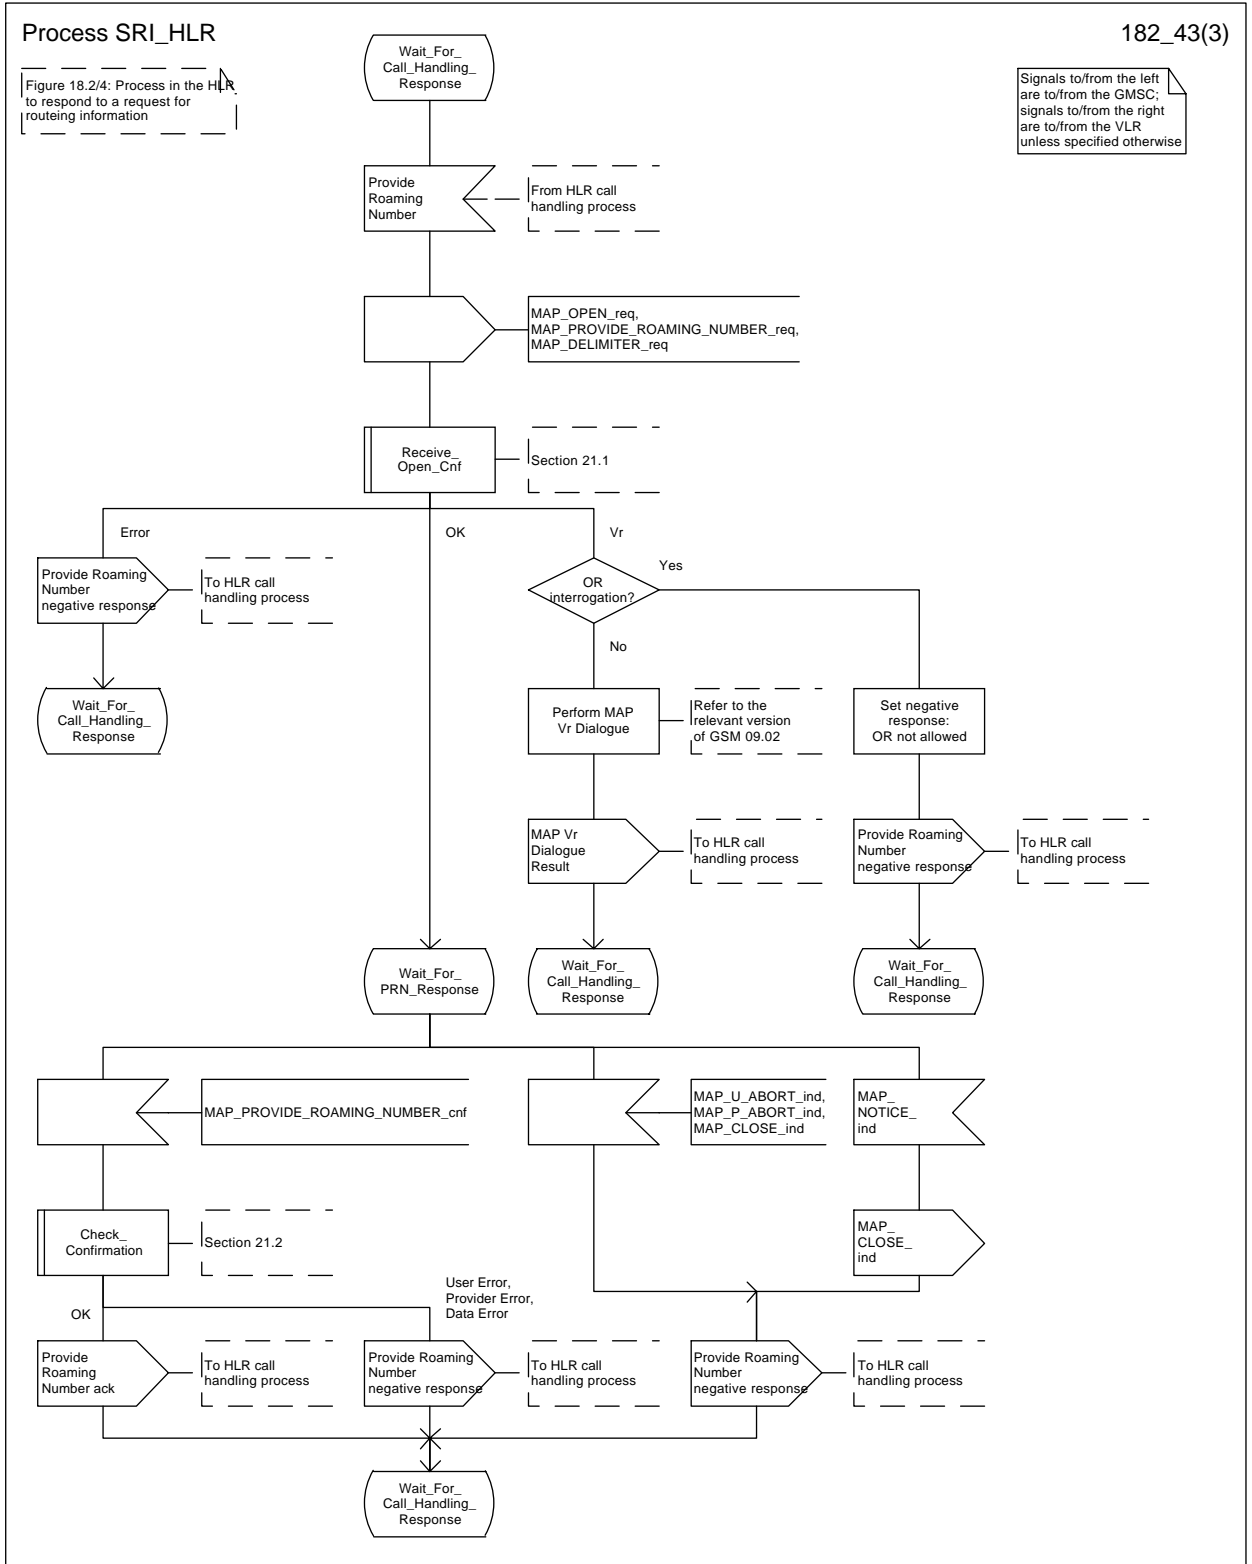 Process SRI_HLR
182_43(3)
Figure 18.2/4: Process in the HLR
to respond to a request for
routeing information
Wait_For_
Call_Handling_
Response
Signals to/from the left
are to/from the GMSC;
signals to/from the right
are to/from the VLR
unless specified otherwise
Provide
Roaming
Number
From HLR call
handling process
MAP_OPEN_req,
MAP_PROVIDE_ROAMING_NUMBER_req,
MAP_DELIMITER_req
Receive_
Open_Cnf
Section 21.1
Error
OK
Vr
Provide Roaming
Number
negative response
To HLR call
handling process
OR
interrogation?
Yes
No
Wait_For_
Call_Handling_
Response
Perform MAP
Vr Dialogue
Refer to the
relevant version
of GSM 09.02
Set negative
response:
OR not allowed
MAP Vr
Dialogue
Result
To HLR call
handling process
Provide Roaming
Number
negative response
To HLR call
handling process
Wait_For_
PRN_Response
Wait_For_
Call_Handling_
Response
Wait_For_
Call_Handling_
Response
MAP_PROVIDE_ROAMING_NUMBER_cnf
MAP_U_ABORT_ind,
MAP_P_ABORT_ind,
MAP_CLOSE_ind
MAP_
NOTICE_
ind
Check_
Confirmation
Section 21.2
MAP_
CLOSE_
ind
OK
User Error,
Provider Error,
Data Error
Provide
Roaming
Number ack
To HLR call
handling process
Provide Roaming
Number
negative response
To HLR call
handling process
Provide Roaming
Number
negative response
To HLR call
handling process
Wait_For_
Call_Handling_
Response